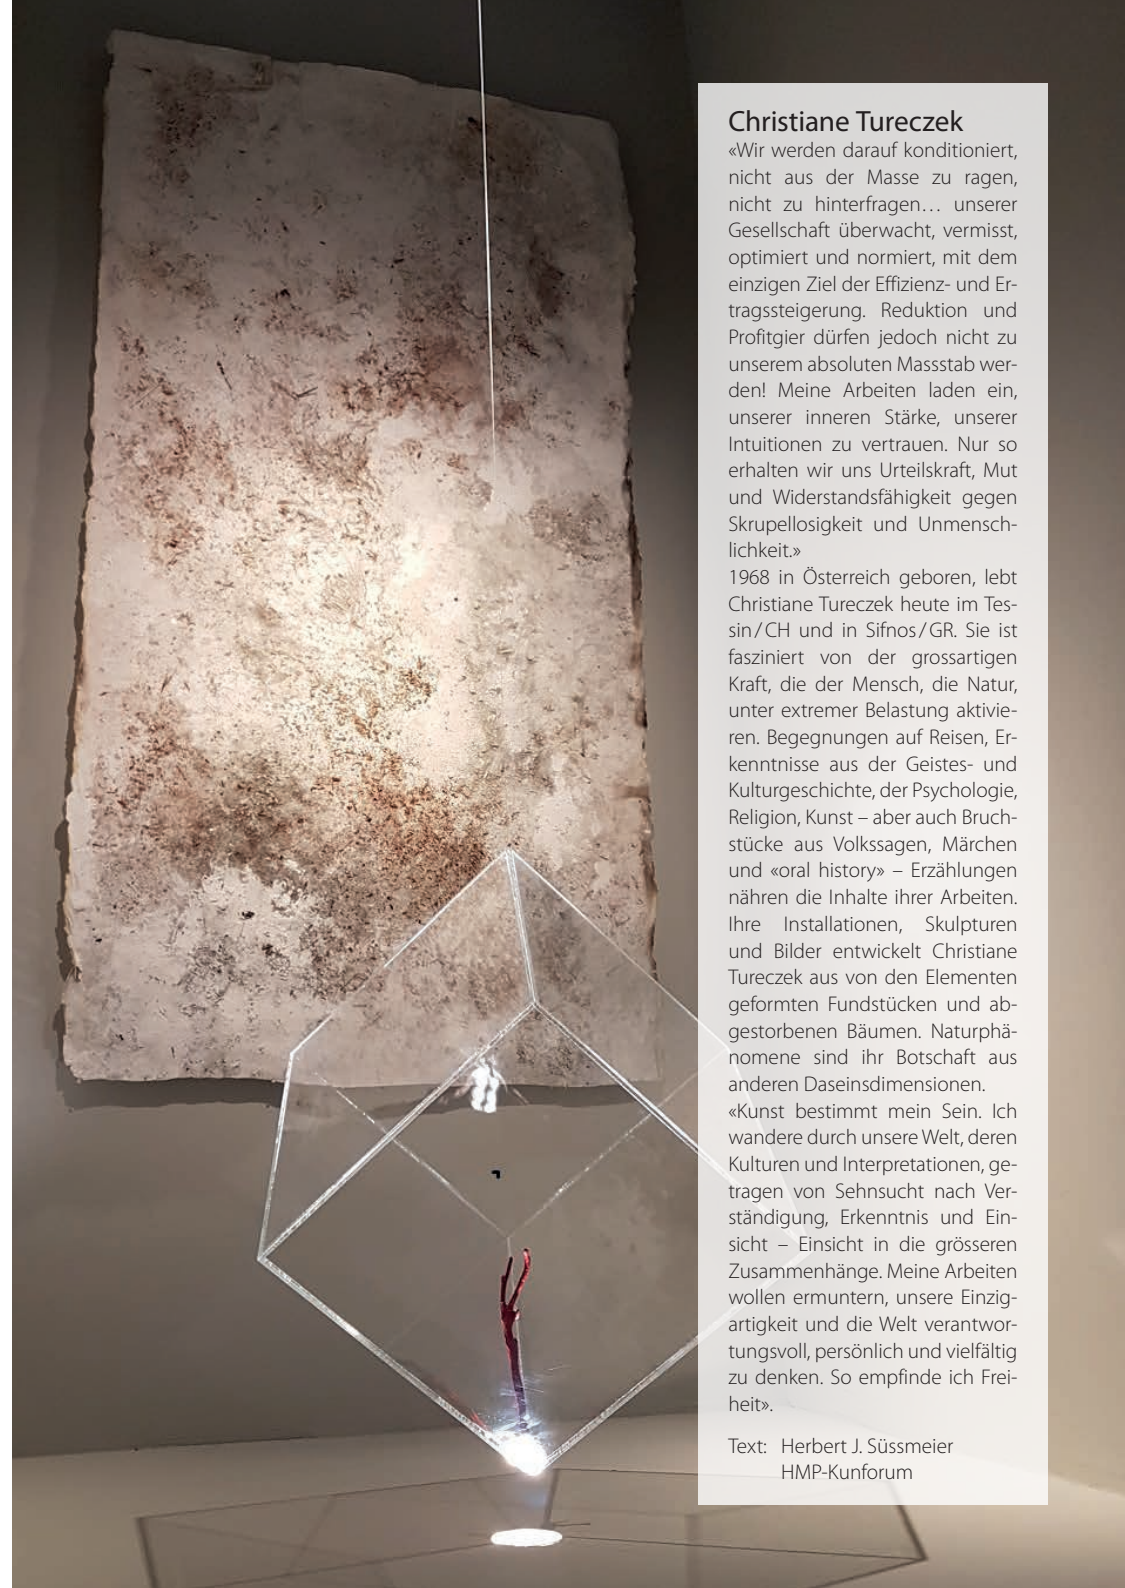 Christiane Tureczek
«Wir werden darauf konditioniert,
nicht aus der Masse zu ragen,
nicht zu hinterfragen… unserer
Gesellschaft überwacht, vermisst,
optimiert und normiert, mit dem
einzigen Ziel der Effizienz- und Er-
tragssteigerung. Reduktion und
Profitgier dürfen jedoch nicht zu
unserem absoluten Massstab wer-
den! Meine Arbeiten laden ein,
unserer inneren Stärke, unserer
Intuitionen zu vertrauen. Nur so
erhalten wir uns Urteilskraft, Mut
und Widerstandsfähigkeit gegen
Skrupellosigkeit und Unmensch-
lichkeit.»
1968 in Österreich geboren, lebt
Christiane Tureczek heute im Tes-
sin/CH und in Sifnos/GR. Sie ist
fasziniert von der grossartigen
Kraft, die der Mensch, die Natur,
unter extremer Belastung aktivie-
ren. Begegnungen auf Reisen, Er-
kenntnisse aus der Geistes- und
Kulturgeschichte, der Psychologie,
Religion, Kunst – aber auch Bruch-
stücke aus Volkssagen, Märchen
und «oral history» – Erzählungen
nähren die Inhalte ihrer Arbeiten.
Ihre Installationen, Skulpturen
und Bilder entwickelt Christiane
Tureczek aus von den Elementen
geformten Fundstücken und ab-
gestorbenen Bäumen. Naturphä-
nomene sind ihr Botschaft aus
anderen Daseinsdimensionen.
«Kunst bestimmt mein Sein. Ich
wandere durch unsere Welt, deren
Kulturen und Interpretationen, ge-
tragen von Sehnsucht nach Ver-
ständigung, Erkenntnis und Ein-
sicht – Einsicht in die grösseren
Zusammenhänge. Meine Arbeiten
wollen ermuntern, unsere Einzig-
artigkeit und die Welt verantwor-
tungsvoll, persönlich und vielfältig
zu denken. So empfinde ich Frei-
heit».
Text: Herbert J. Süssmeier
HMP-Kunforum